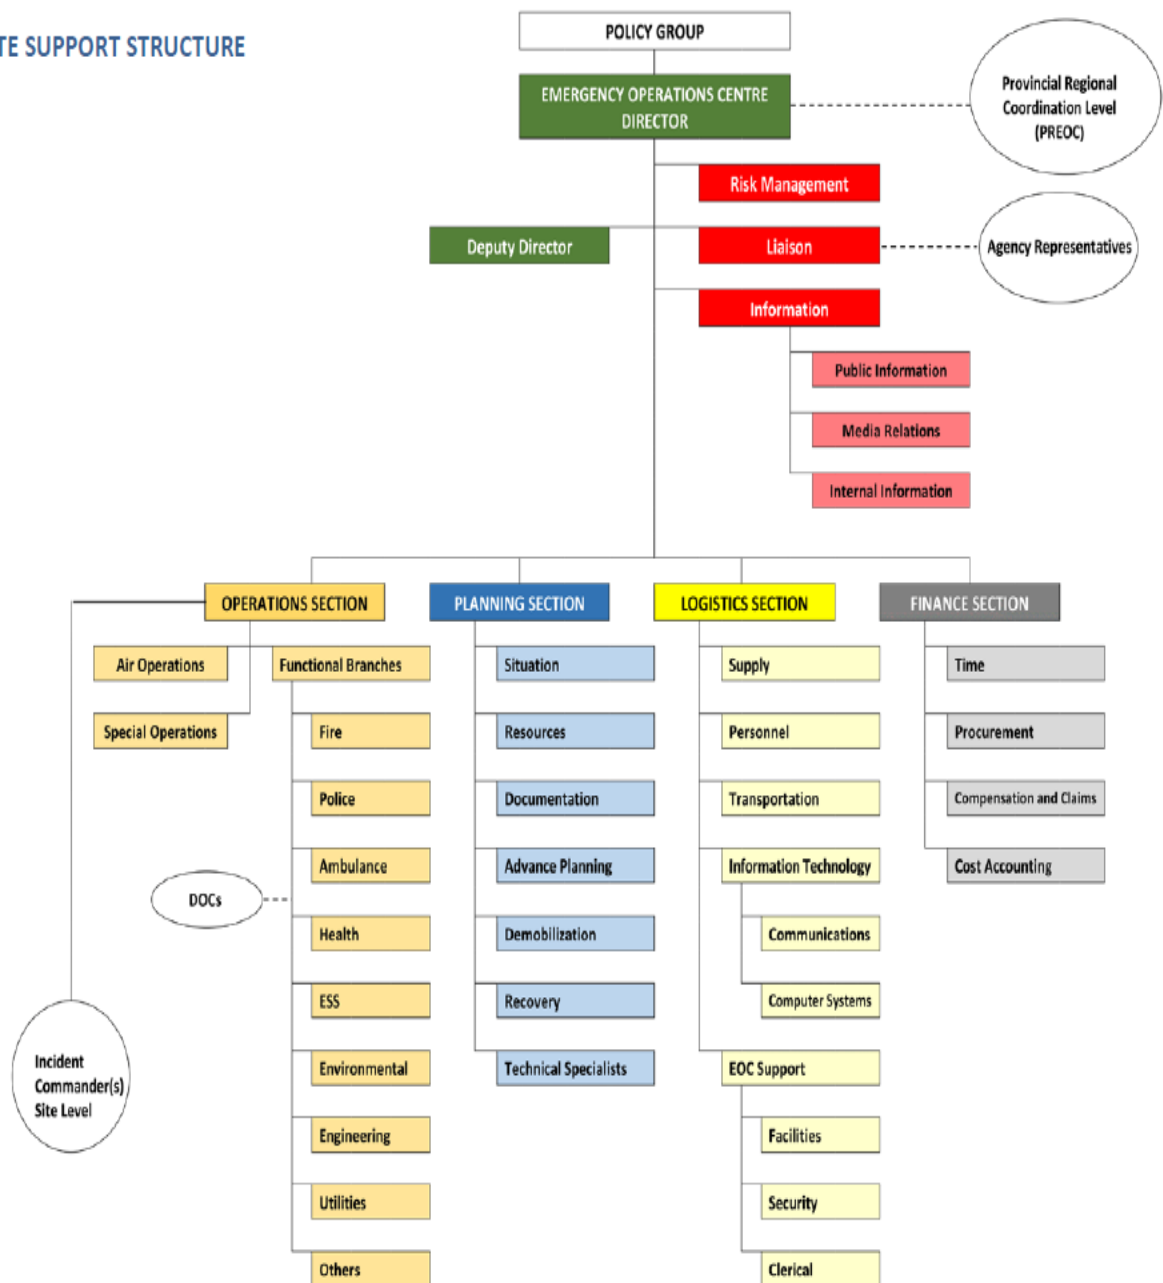 TE SUPPORT STRUCTURE
POLICY GROUP
EMERGENCY OPERATIONS CENTRE
DIRECTOR
Provincial Regional
Coordination Level
(PREOC)
Risk Management
Deputy Director
Liaison
Agency Representatives
Information
Public Information
Media Relations
Internal Information
OPERATIONS SECTION
PLANNING SECTION
LOGISTICS SECTION
FINANCE SECTION
Air Operations
Functional Branches
Special Operations
Fire
Police
Ambulance
DOCs
Health
ESS
Environmental
Engineering
Utilities
Others
Incident
Commander(s)
Site Level
Situation
Resources
Documentation
Advance Planning
Demobilization
Recovery
Technical Specialists
Supply
Personnel
Transportation
Information Technology
Communications
Computer Systems
EOC Support
Facilities
Security
Clerical
Time
Procurement
Compensation and Claims
Cost Accounting